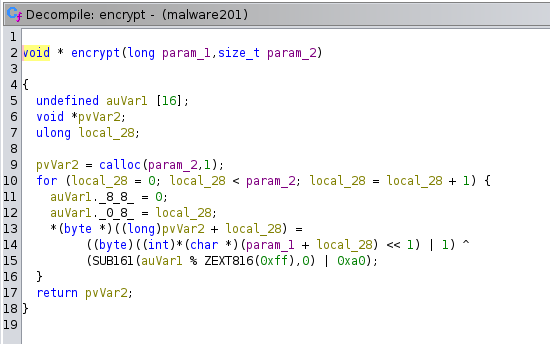 Decompile: encrypt - (malware201)
1
2 void * encrypt(long param_1,size_t param_2)
3
4 {
5 undefined auVar1 [16];
6 void *pvVar2;
7 ulong local_28;
8
9 pvVar2 = calloc(param_2,1);
10 for (local_28 = 0; local_28 < param_2; local_28 = local_28 + 1) {
11 auVar1._8_8_ = 0;
12 auVar1._0_8_ = local_28;
13 *(byte *)((long)pvVar2 + local_28) =
14 ((byte)((int)*(char *)(param_1 + local_28) << 1) | 1) ^
15 (SUB161(auVar1 % ZEXT816(0xff),0) | 0xa0);
16 }
17 return pvVar2;
18 }
19